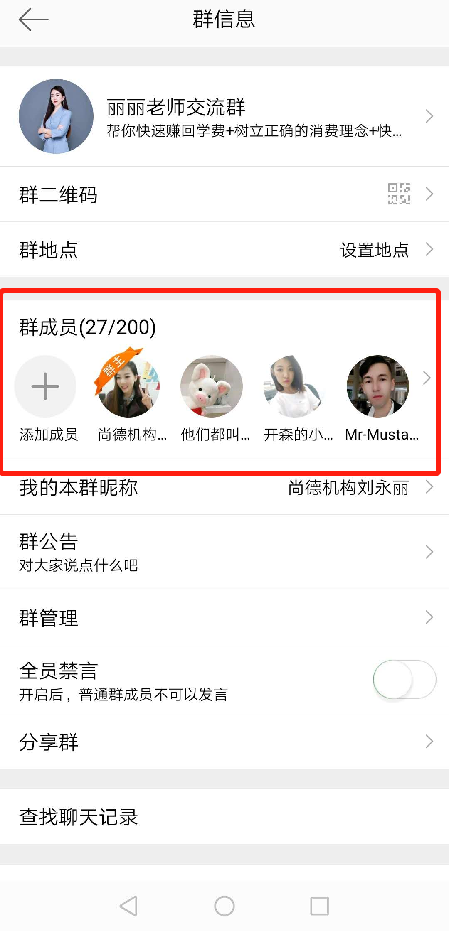 群信息
丽丽老师交流群
帮你快速赚回学费+树立正确的消费理念+快...
群二维码
群地点
设置地点
群成员(27/200)
群主
添加成员
尚德机构...
他们都叫...
开森的小...
Mr-Musta...
我的本群昵称
尚德机构刘永丽
群公告
对大家说点什么吧
群管理
全员禁言
开启后，普通群成员不可以发言
分享群
查找聊天记录